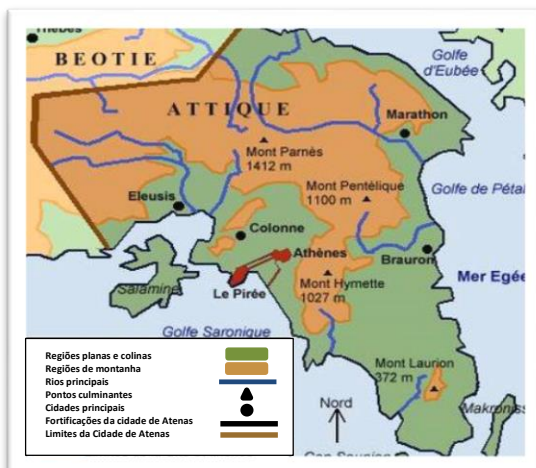 Thèbes
BEOTIE
Golfe
d'Eubée
ATTIQUE
Marathon
Mont Parnès
1412 m
Mont Pentélique
1100 m
Golfe de Pétal
Eleusis
Colonne
Athènes
Brauron
Mer Egée
Salamine
Le Pirée
Mont Hymette
1027 m
Golfe Saronique
Mont Laurion
372 m
Makronis
Nord
Regiões planas e colinas
Regiões de montanha
Rios principais
Pontos culminantes
Cidades principais
Fortificações da cidade de Atenas
Limites da Cidade de Atenas